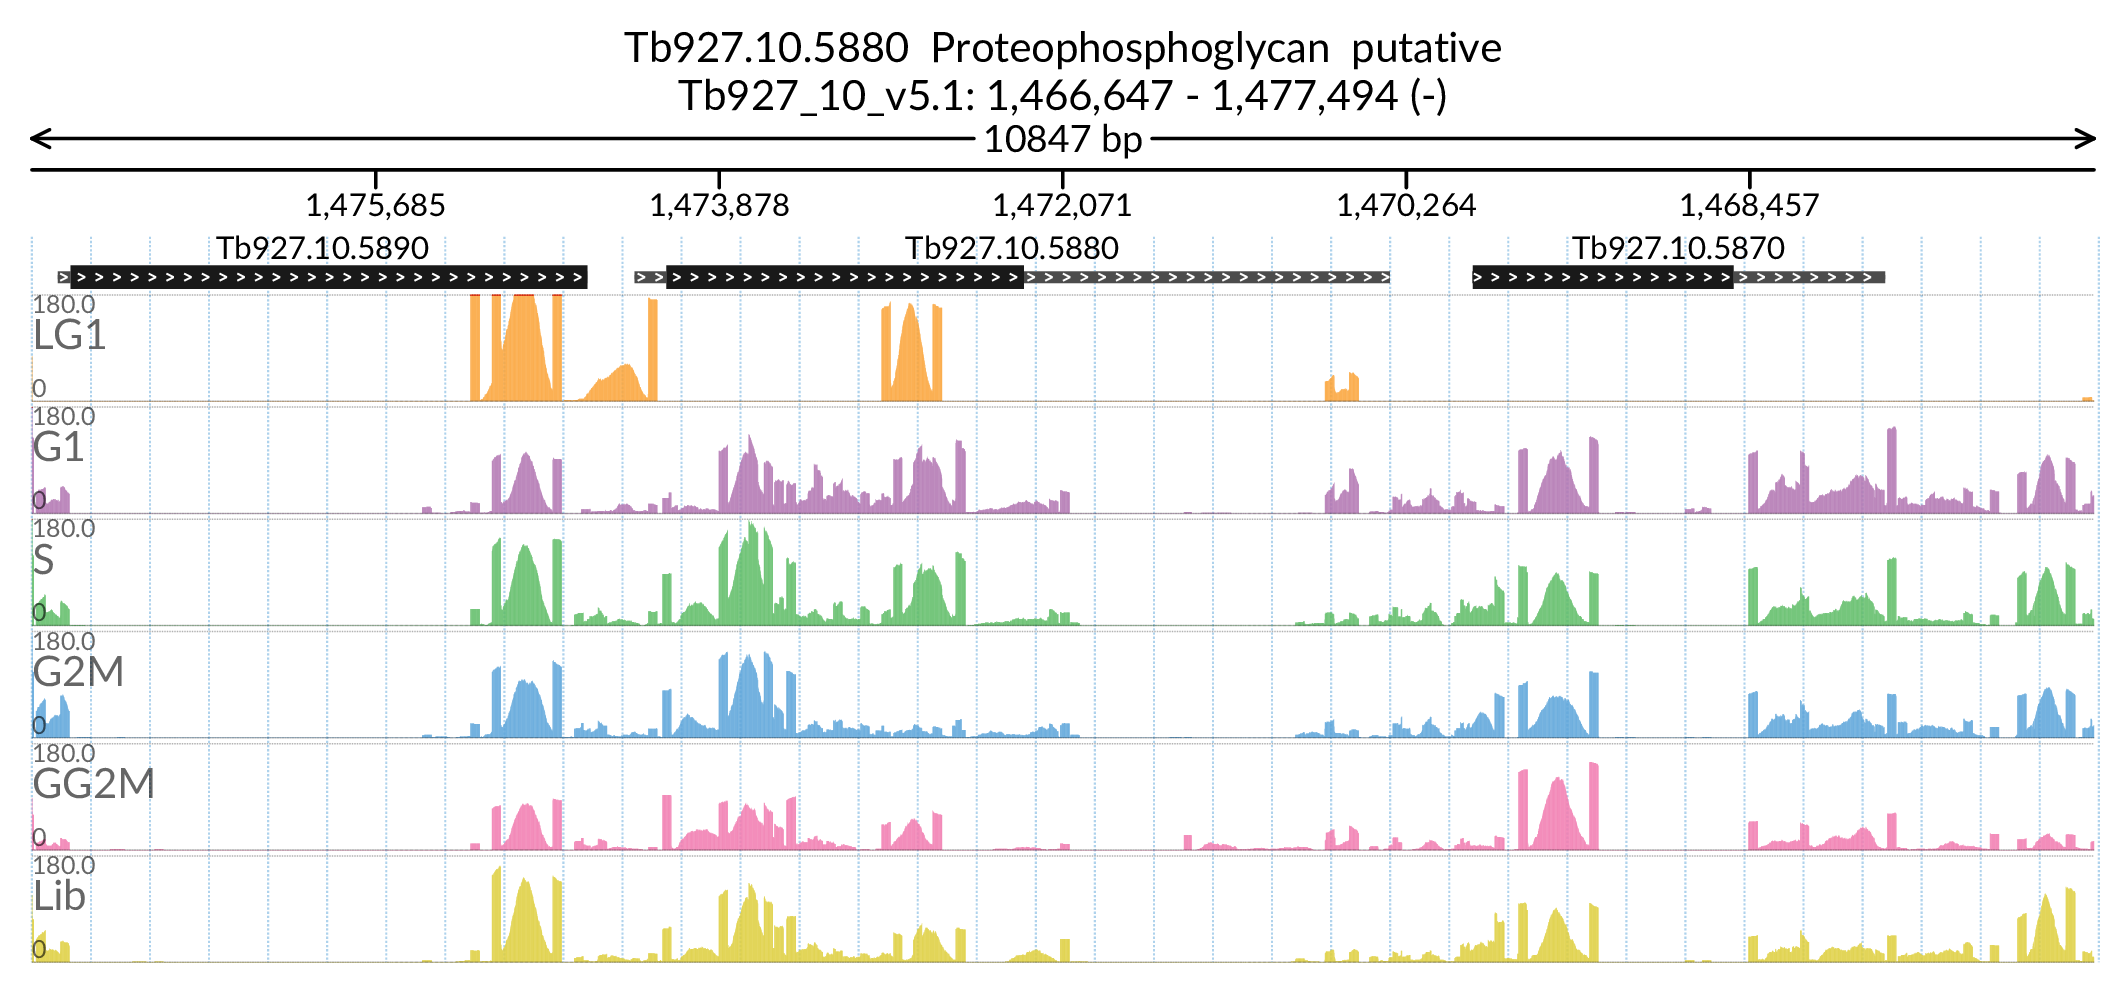 Tb927.10.5880 Proteophosphoglycan putative
Tb927_10_v5.1: 1,466,647 - 1,477,494 (-)
10847 bp
1,475,685 1,473,878 1,472,071 1,470,264 1,468,457
Tb927.10.5890 Tb927.10.5880 Tb927.10.5870
180.0
LG1
0
180.0
G1
0
180.0
S
0
180.0
G2M
0
180.0
GG2M
0
180.0
Lib
0